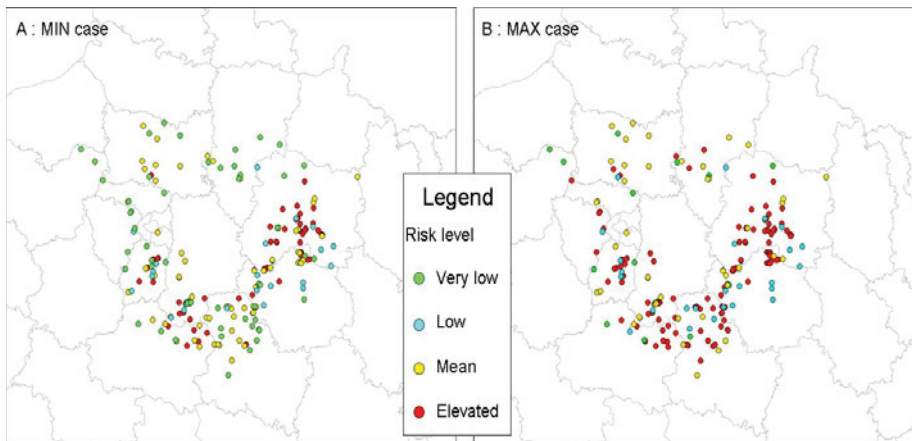 A : MIN case
B : MAX case
Legend
Risk level
Very low
Low
Mean
Elevated